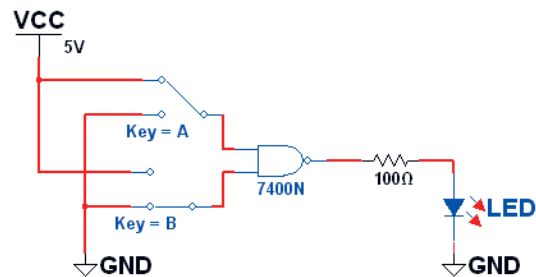 VCC
5V
Key = A
7400N
100Ω
LED
Key = B
GND
GND